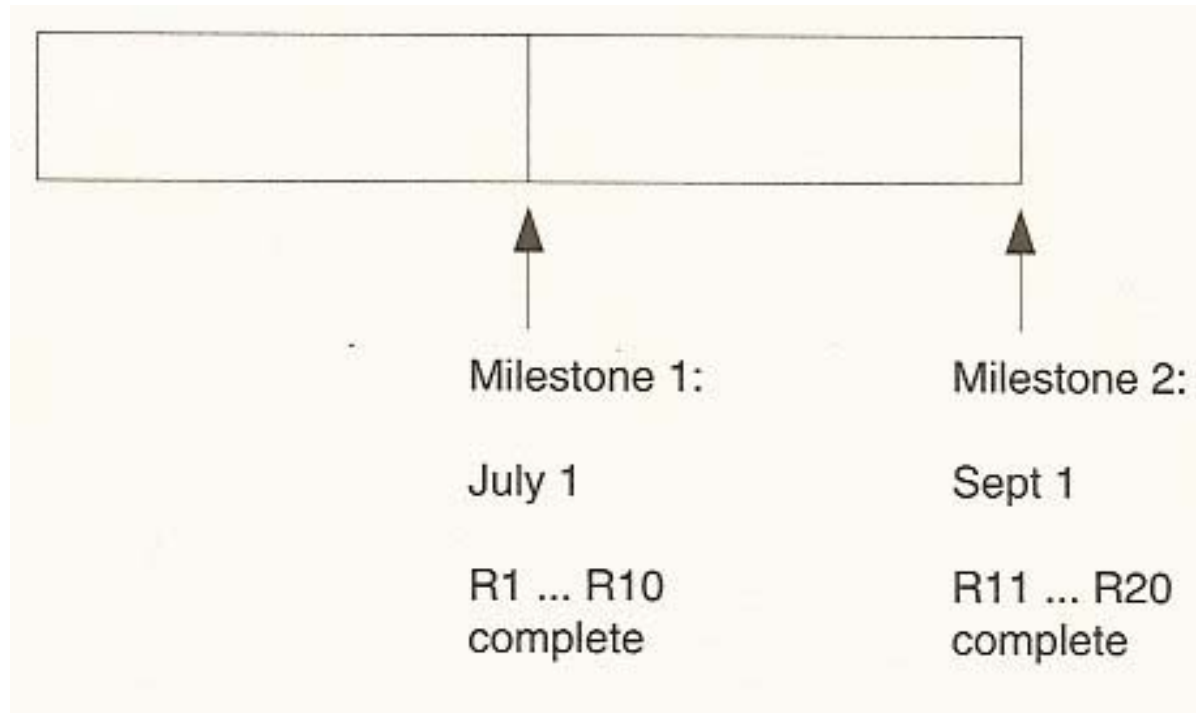 Milestone 1:
July 1
R1 ... R10
complete
Milestone 2:
Sept 1
R11 ... R20
complete